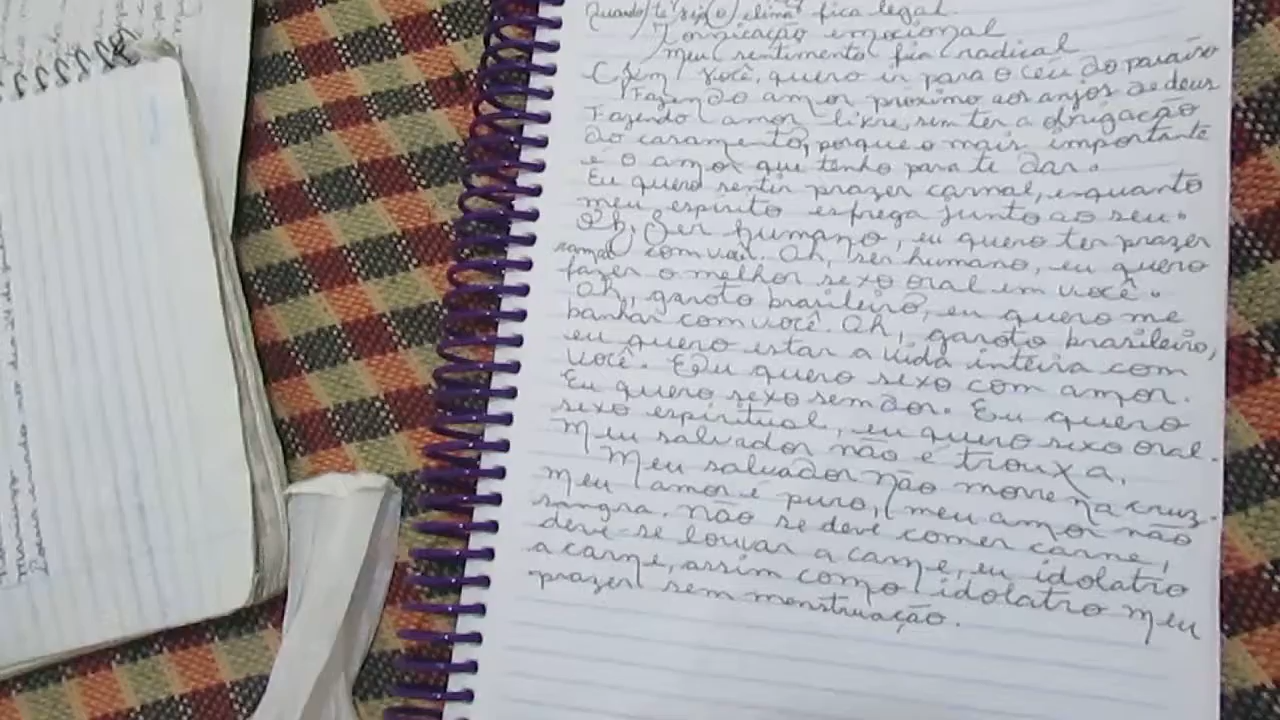 Quando te vi(o) clima fica legal
Fornicação emocional
Meu sentimento fica radical
Com você, quero ir para o céu do paraíso
Fazendo amor próximo aos anjos de deus
Fazendo amor livre, sem ter a obrigação
do casamento, porque o mais importante
é o amor que tenho para te dar.
Eu quero sentir prazer carnal, enquanto
meu espírito esfrega junto ao seu.
Oh, Ser humano, eu quero ter prazer
com você. Oh, ser humano, eu quero
fazer o melhor sexo oral em você.
Oh, garoto brasileiro, eu quero me
banhar com você. Oh, garoto brasileiro,
eu quero estar a vida inteira com
você. Eu quero sexo com amor.
Eu quero sexo sem dor. Eu quero
sexo espiritual, eu quero sexo oral.
Meu salvador não é trouxa.
Meu salvador não morre na cruz.
Meu amor é puro, meu amor não
sangra. Não se deve comer carne,
deve-se louvar a carne, eu idolatro
a carne, assim como idolatro meu
prazer sem menstruação.